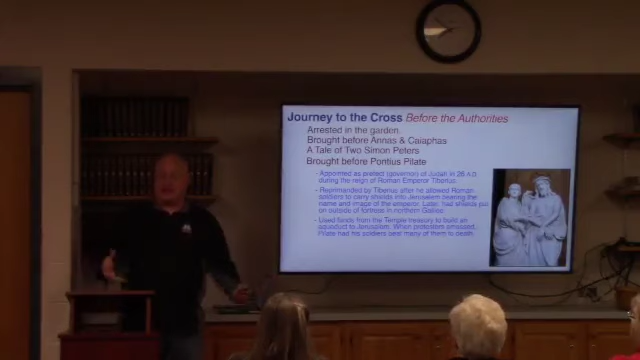 Journey to the Cross Before the Authorities
Arrested in the garden.
Brought before Annas & Caiaphas
A Tale of Two Simon Peters
Brought before Pontius Pilate
- Appointed as prefect (governor) of Judah in 26 A.D.
during the reign of Roman Emperor Tiberius.
- Reprimanded by Tiberius after he allowed Roman
soldiers to carry shields into Jerusalem bearing the
name and image of the emperor. Later, had shields put
on outside of fortress in northern Galilee.
- Used funds from the Temple treasury to build an
aqueduct to Jerusalem. When protesters amassed,
Pilate had his soldiers beat many of them to death.